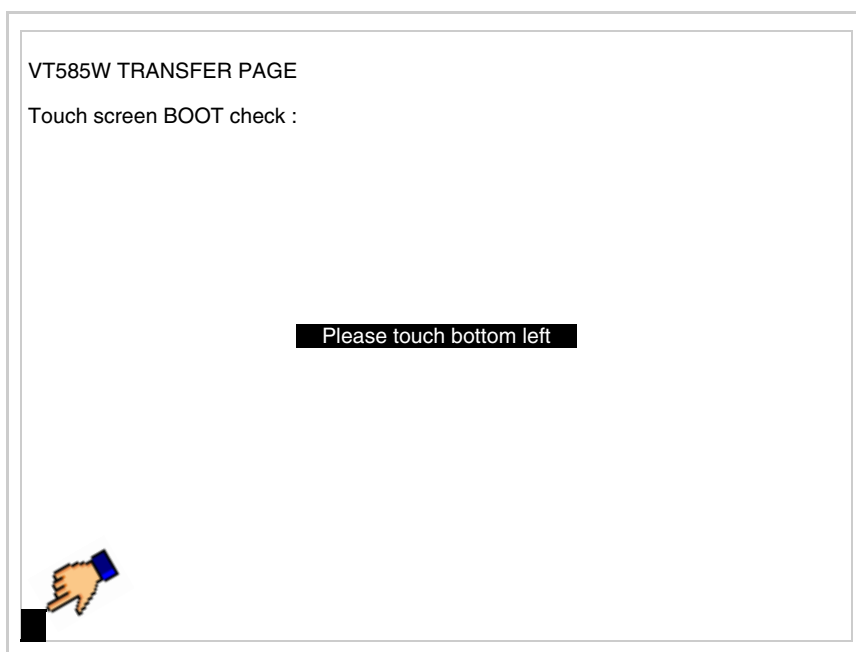 VT585W TRANSFER PAGE
Touch screen BOOT check :
Please touch bottom left